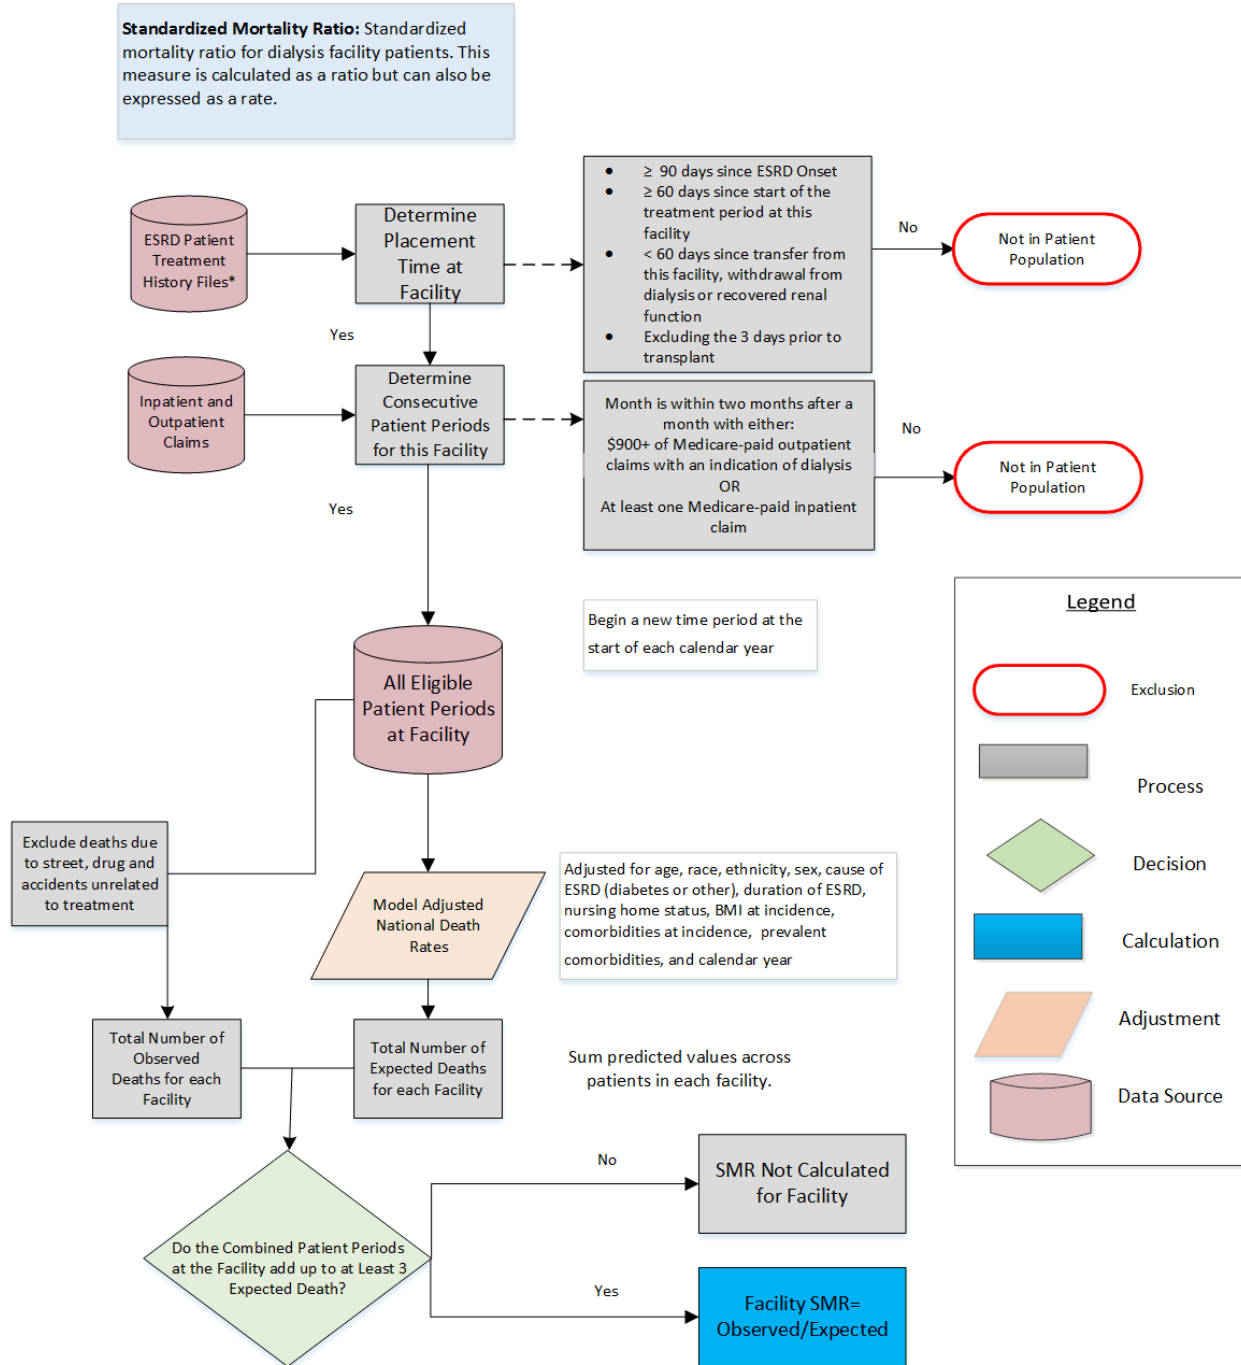 Standardized Mortality Ratio: Standardized
mortality ratio for dialysis facility patients. This
measure is calculated as a ratio but can also be
expressed as a rate.
ESRD Patient
Treatment
History Files*
Determine
Placement
Time at
Facility
● ≥ 90 days since ESRD Onset
● ≥ 60 days since start of the
treatment period at this
facility
● < 60 days since transfer from
this facility, withdrawal from
dialysis or recovered renal
function
● Excluding the 3 days prior to
transplant
No
Not in Patient
Population
Yes
Inpatient and
Outpatient
Claims
Determine
Consecutive
Patient Periods
for this Facility
Month is within two months after a
month with either:
$900+ of Medicare-paid outpatient
claims with an indication of dialysis
OR
At least one Medicare-paid inpatient
claim
No
Not in Patient
Population
Yes
Begin a new time period at the
start of each calendar year
All Eligible
Patient Periods
at Facility
Exclude deaths due
to street, drug and
accidents unrelated
to treatment
Model Adjusted
National Death
Rates
Adjusted for age, race, ethnicity, sex, cause of
ESRD (diabetes or other), duration of ESRD,
nursing home status, BMI at incidence,
comorbidities at incidence, prevalent
comorbidities, and calendar year
Total Number of
Observed
Deaths for each
Facility
Total Number of
Expected Deaths
for each Facility
Sum predicted values across
patients in each facility.
Do the Combined Patient Periods
at the Facility add up to at Least 3
Expected Death?
No
SMR Not Calculated
for Facility
Yes
Facility SMR=
Observed/Expected
Legend
Exclusion
Process
Decision
Calculation
Adjustment
Data Source